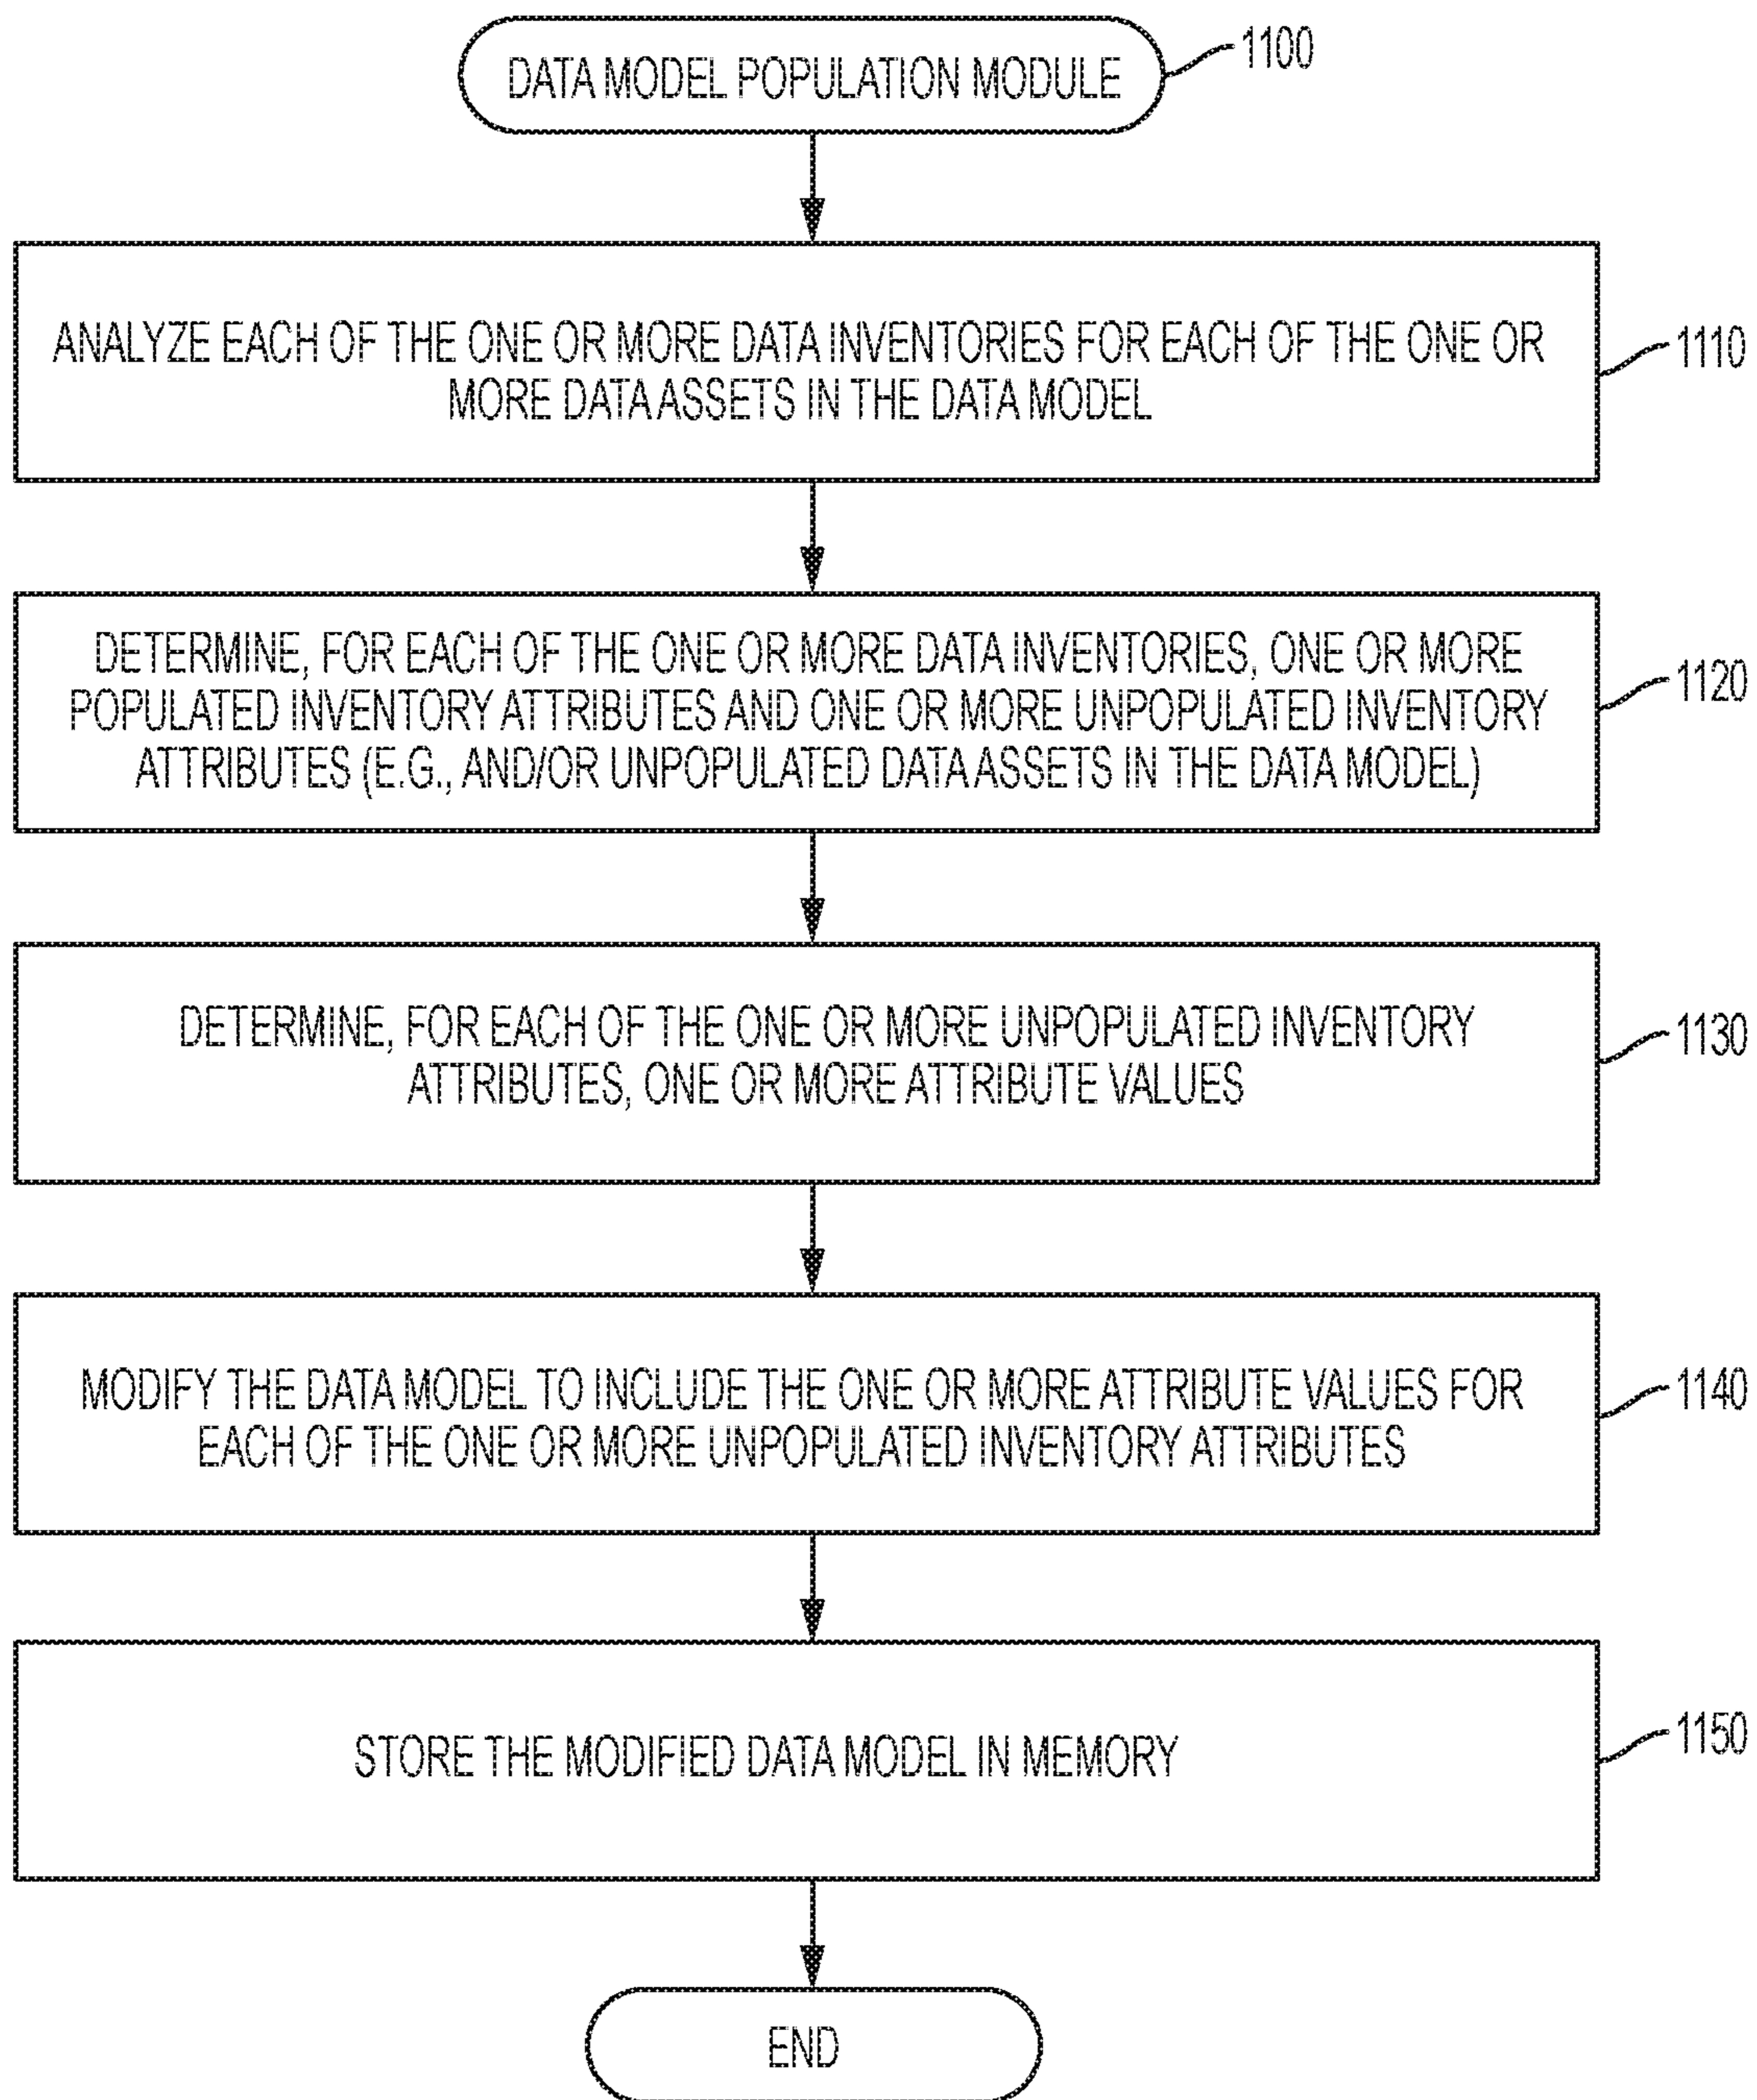 DATA MODEL POPULATION MODULE
1100
ANALYZE EACH OF THE ONE OR MORE DATA INVENTORIES FOR EACH OF THE ONE OR
MORE DATA ASSETS IN THE DATA MODEL
1110
DETERMINE, FOR EACH OF THE ONE OR MORE DATA INVENTORIES, ONE OR MORE
POPULATED INVENTORY ATTRIBUTES AND ONE OR MORE UNPOPULATED INVENTORY
ATTRIBUTES (E.G., AND/OR UNPOPULATED DATA ASSETS IN THE DATA MODEL)
1120
DETERMINE, FOR EACH OF THE ONE OR MORE UNPOPULATED INVENTORY
ATTRIBUTES, ONE OR MORE ATTRIBUTE VALUES
1130
MODIFY THE DATA MODEL TO INCLUDE THE ONE OR MORE ATTRIBUTE VALUES FOR
EACH OF THE ONE OR MORE UNPOPULATED INVENTORY ATTRIBUTES
1140
STORE THE MODIFIED DATA MODEL IN MEMORY
1150
END